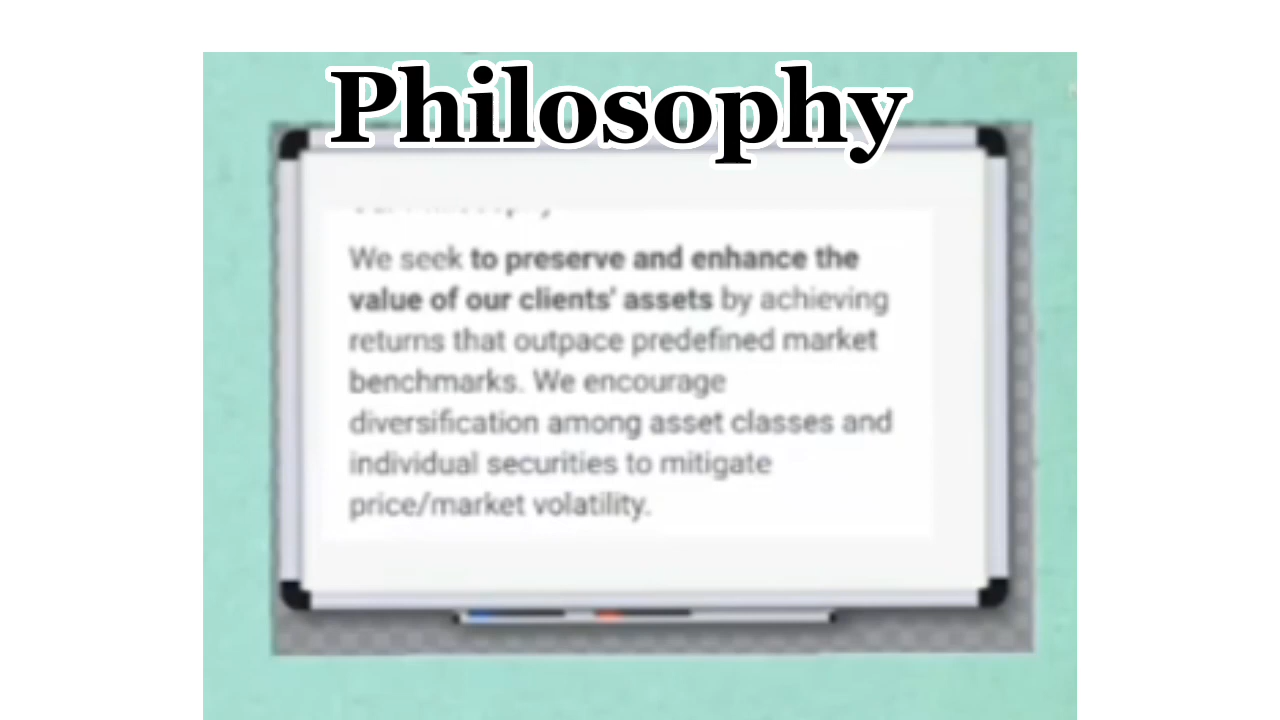 Philosophy
We seek to preserve and enhance the
value of our clients' assets by achieving
returns that outpace predefined market
benchmarks. We encourage
diversification among asset classes and
individual securities to mitigate
price/market volatility.